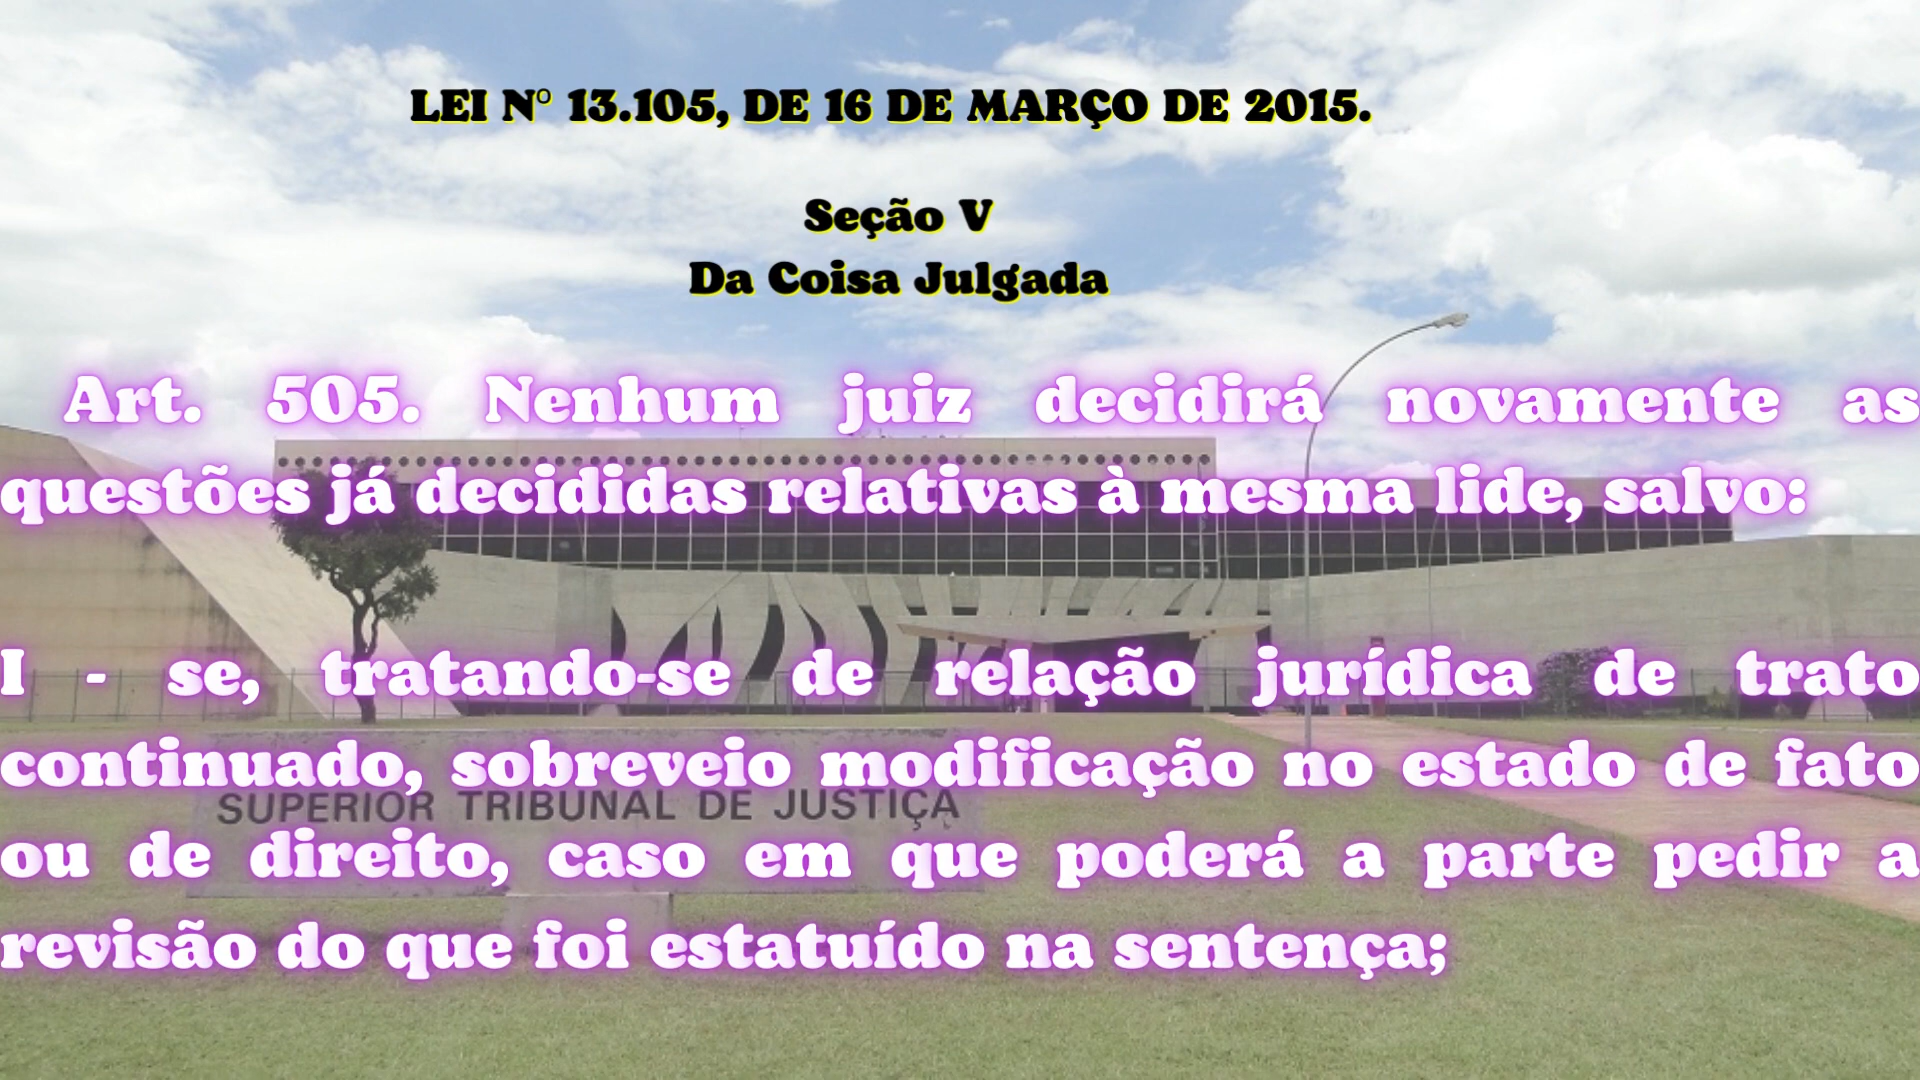 LEI Nº 13.105, DE 16 DE MARÇO DE 2015.
Seção V
Da Coisa Julgada
Art. 505. Nenhum juiz decidirá novamente as
questões já decididas relativas à mesma lide, salvo:
I - se, tratando-se de relação jurídica de trato
continuado, sobreveio modificação no estado de fato
SUPERIOR TRIBUNAL DE JUSTIÇA
ou de direito, caso em que poderá a parte pedir a
revisão do que foi estatuído na sentença;